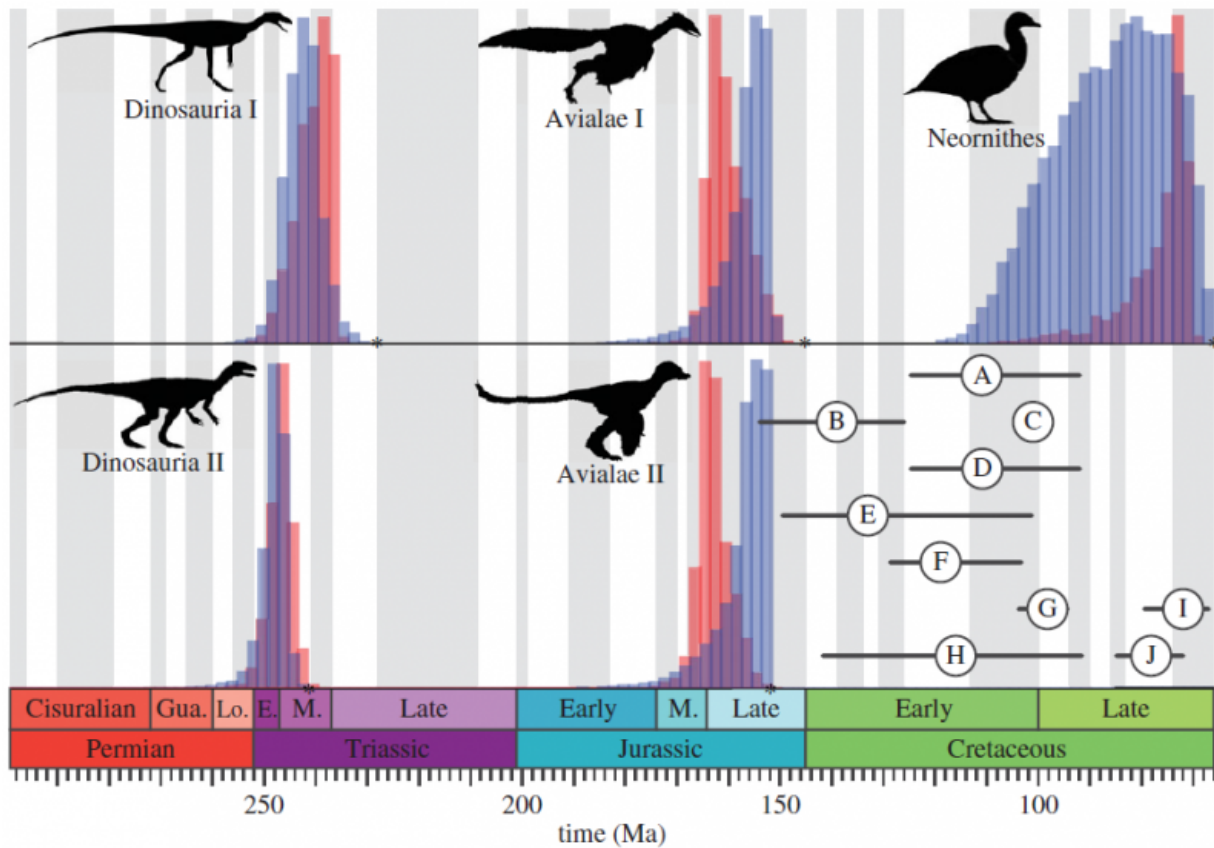 Dinosauria I
Avialae I
Neornithes
*
*
*
Dinosauria II
Avialae II
A
B
C
D
E
F
G
I
H
J
*
*
Cisuralian Gua. Lo. E. M. Late Early M. Late Early Late
Permian Triassic Jurassic Cretaceous
250 200 150 100
time (Ma)